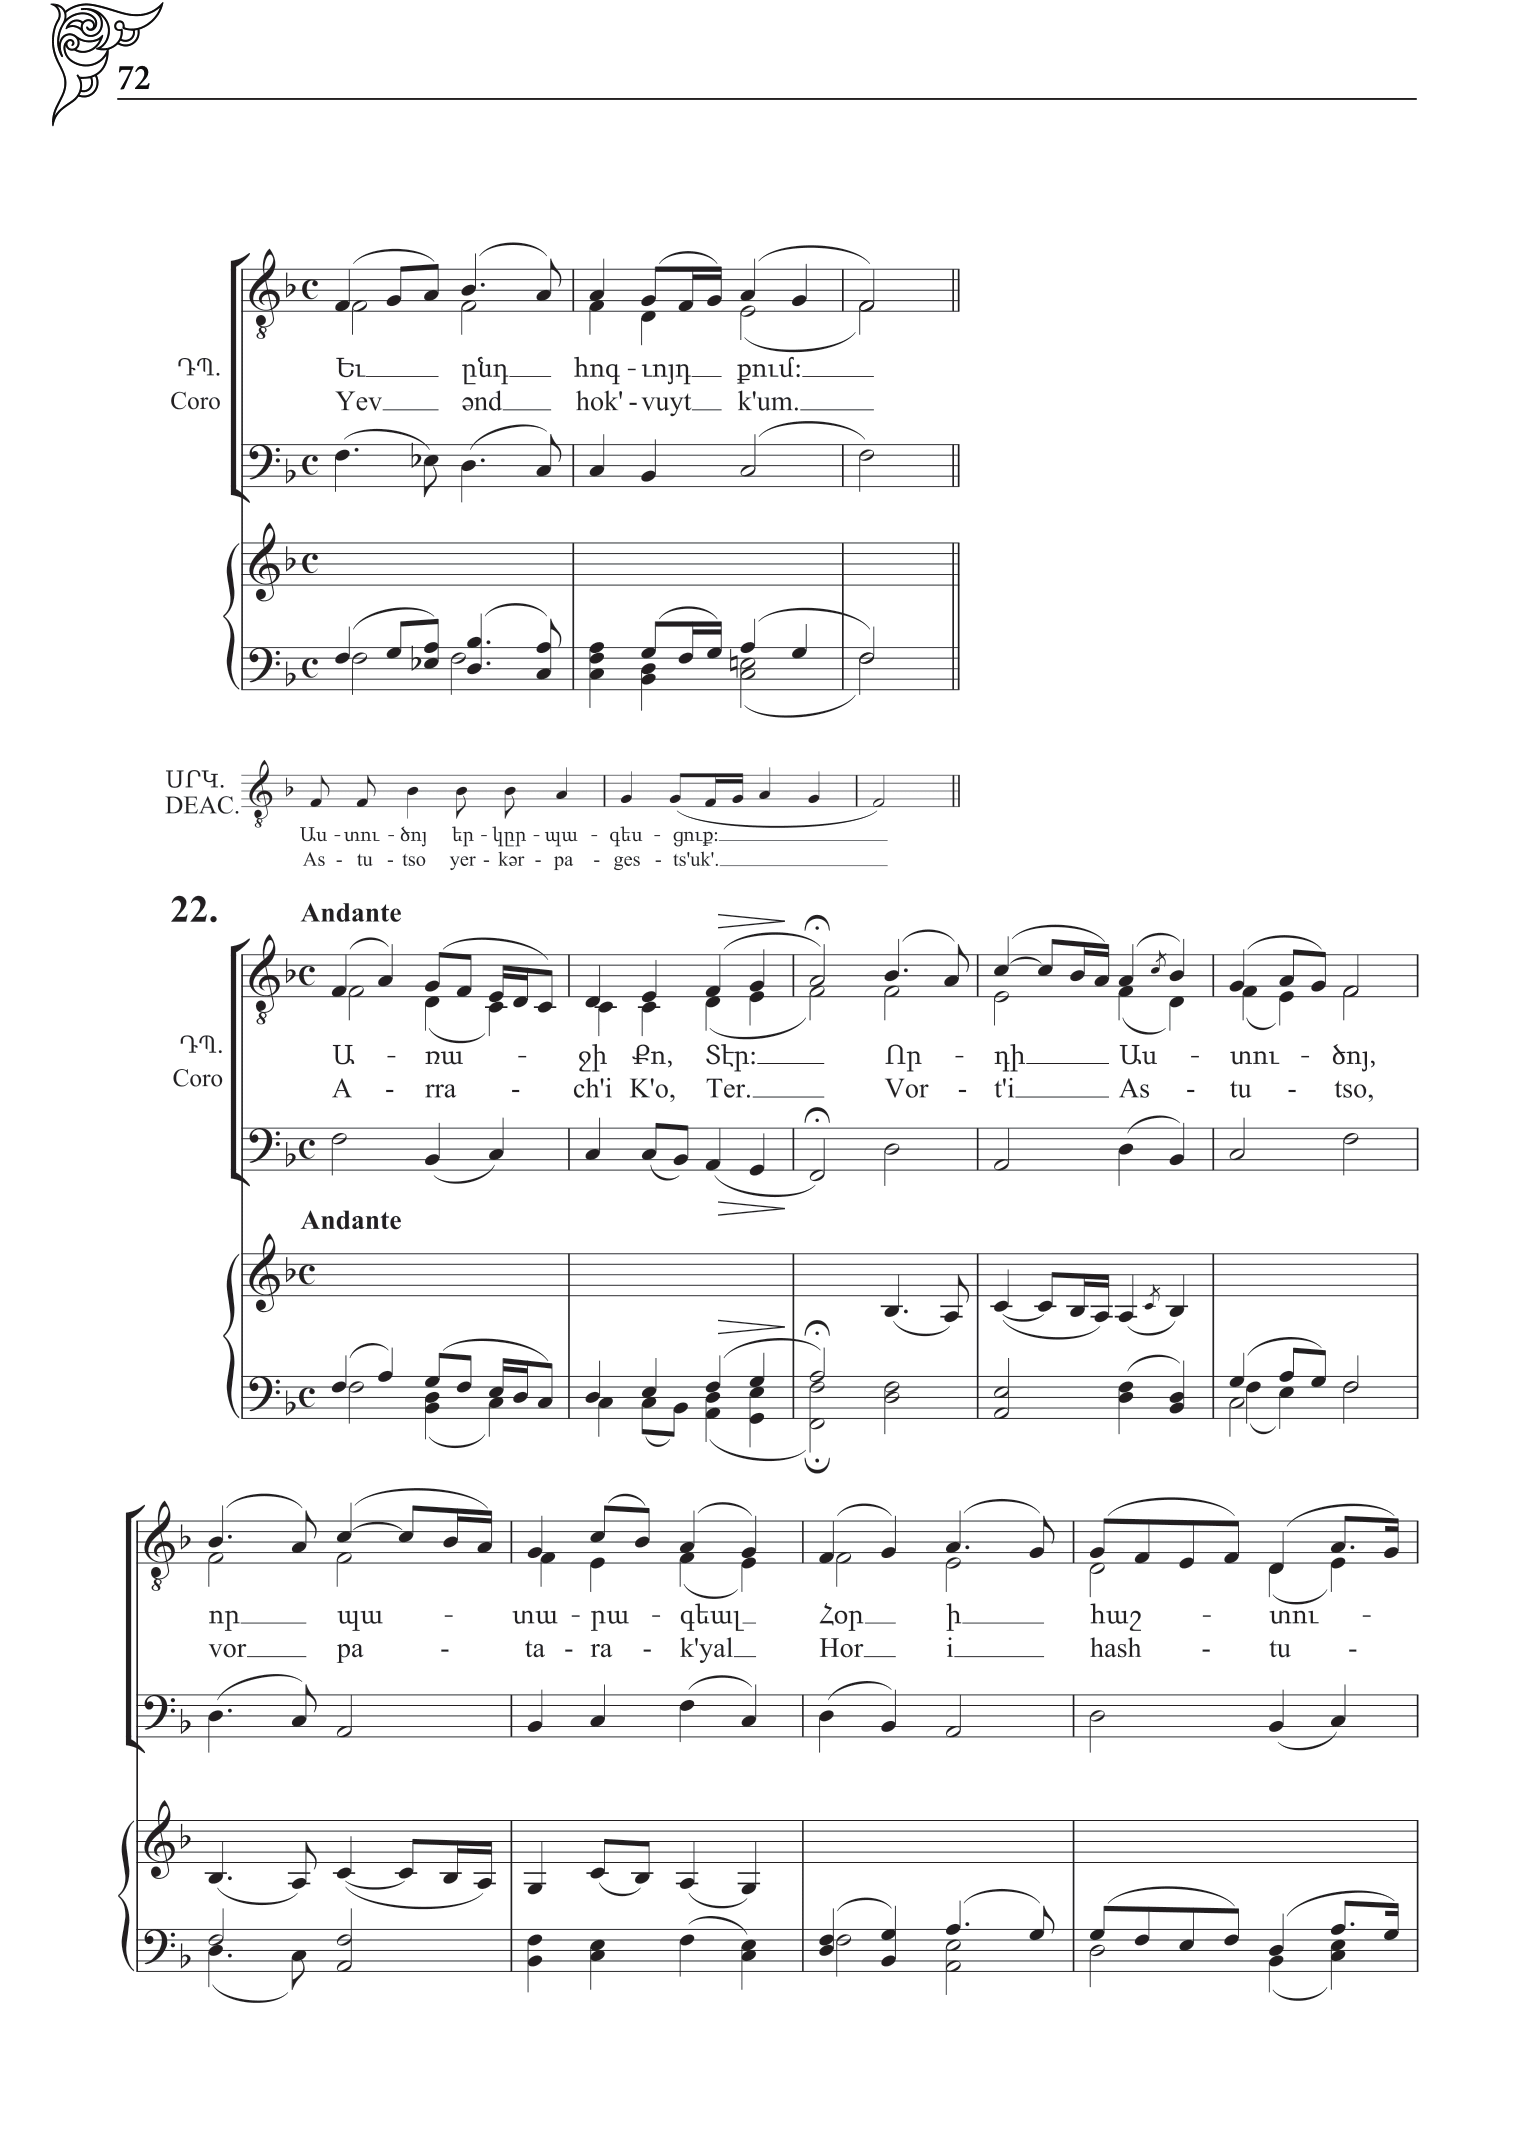 72
ԴՊ.
Եւ ընդ հոգ - ւոյդ քում:
Coro
Yev ənd hok' - vuyt k'um.
ՍՐԿ.
DEAC.
Աս - տու - ծոյ եր - կըր - պա - գես - ցուք:
As - tu - tso yer - kər - pa - ges - ts'uk'.
22. Andante
ԴՊ.
Ա - ռա - ջի Քո, Տէր: Որ - դի Աս - տու - ծոյ,
Coro
A - rra - ch'i K'o, Ter. Vor - t'i As - tu - tso,
Andante
որ պա - տա - րա - գեալ Հօր ի հաշ - տու -
vor pa - ta - ra - k'yal Hor i hash - tu -